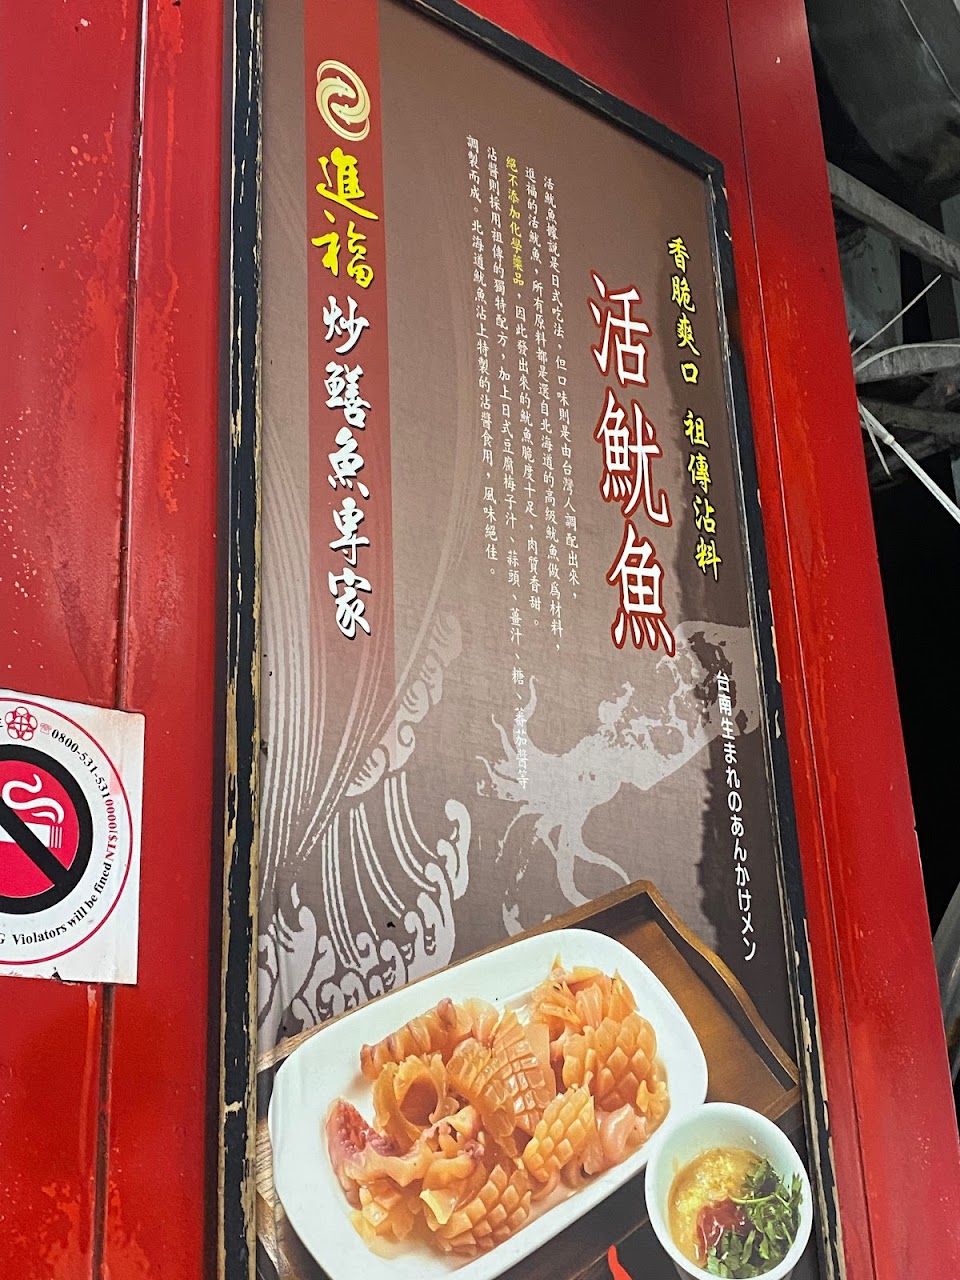 香脆爽口 祖傳沾料
活魷魚
台南生まれのあんかけメン
活魷魚據說是日式吃法，但口味則是由台灣人調配出來，
進福的活魷魚，所有原料都是選自北海道的高級魷魚做為材料，
絕不添加化學藥品，因此發出來的魷魚脆度十足，肉質香甜。
沾醬則採用祖傳的獨特配方，加上日式豆腐梅子汁、蒜頭、薑汁、糖、蕃茄醬等
調製而成。北海道魷魚沾上特製的沾醬食用，風味絕佳。
進福炒鱔魚專家
0800-531-531
NT$10000
Violators will be fined